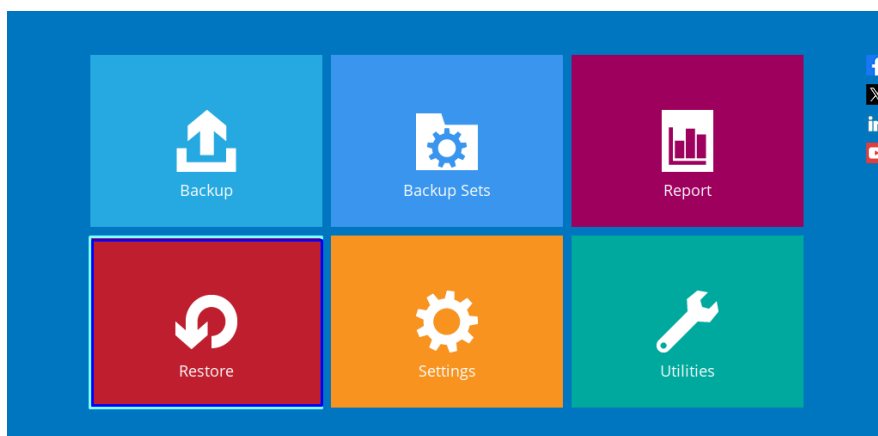 Backup
Backup Sets
Report
Restore
Settings
Utilities